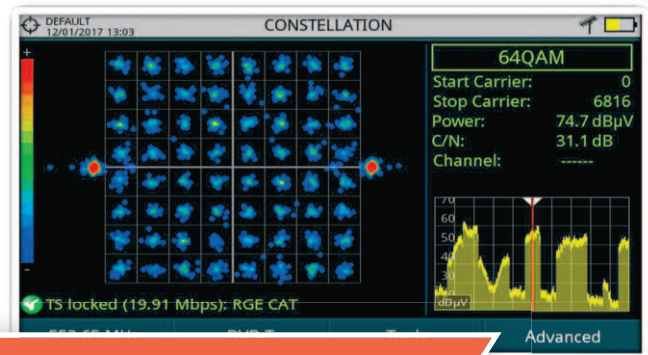 DEFAULT
12/01/2017 13:03
CONSTELLATION
+
64QAM
Start Carrier: 0
Stop Carrier: 6816
Power: 74.7 dBµV
C/N: 31.1 dB
Channel: ------
70
60
50
40
30
dBµV
-
TS locked (19.91 Mbps): RGE CAT
Advanced